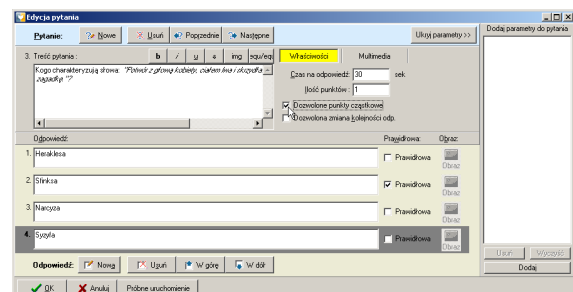 Edycja pytania
Pytanie: Nowe Usuń Poprzednie Następne Ukryj parametry >>
Dodaj parametry do pytania
3. Treść pytania : b i u s img squ/equ Właściwości Multimedia
Kogo charakteryzują słowa: "Potwór z głową kobiety, ciałem lwa i skrzydła
zagadkę "?
Czas na odpowiedź: 30 sek
Ilość punktów : 1
Dozwolone punkty cząstkowe
Dozwolona zmiana kolejności odp.
Odpowiedź: Prawidłowa: Obraz:
1. Heraklesa Prawidłowa Obraz
2. Sfinksa Prawidłowa Obraz
3. Narcyza Prawidłowa Obraz
4. Syzyfa Prawidłowa Obraz
Odpowiedź: Nowa Usuń W górę W dół
Usuń Wyczyść
Dodaj
OK Anuluj Próbne uruchomienie